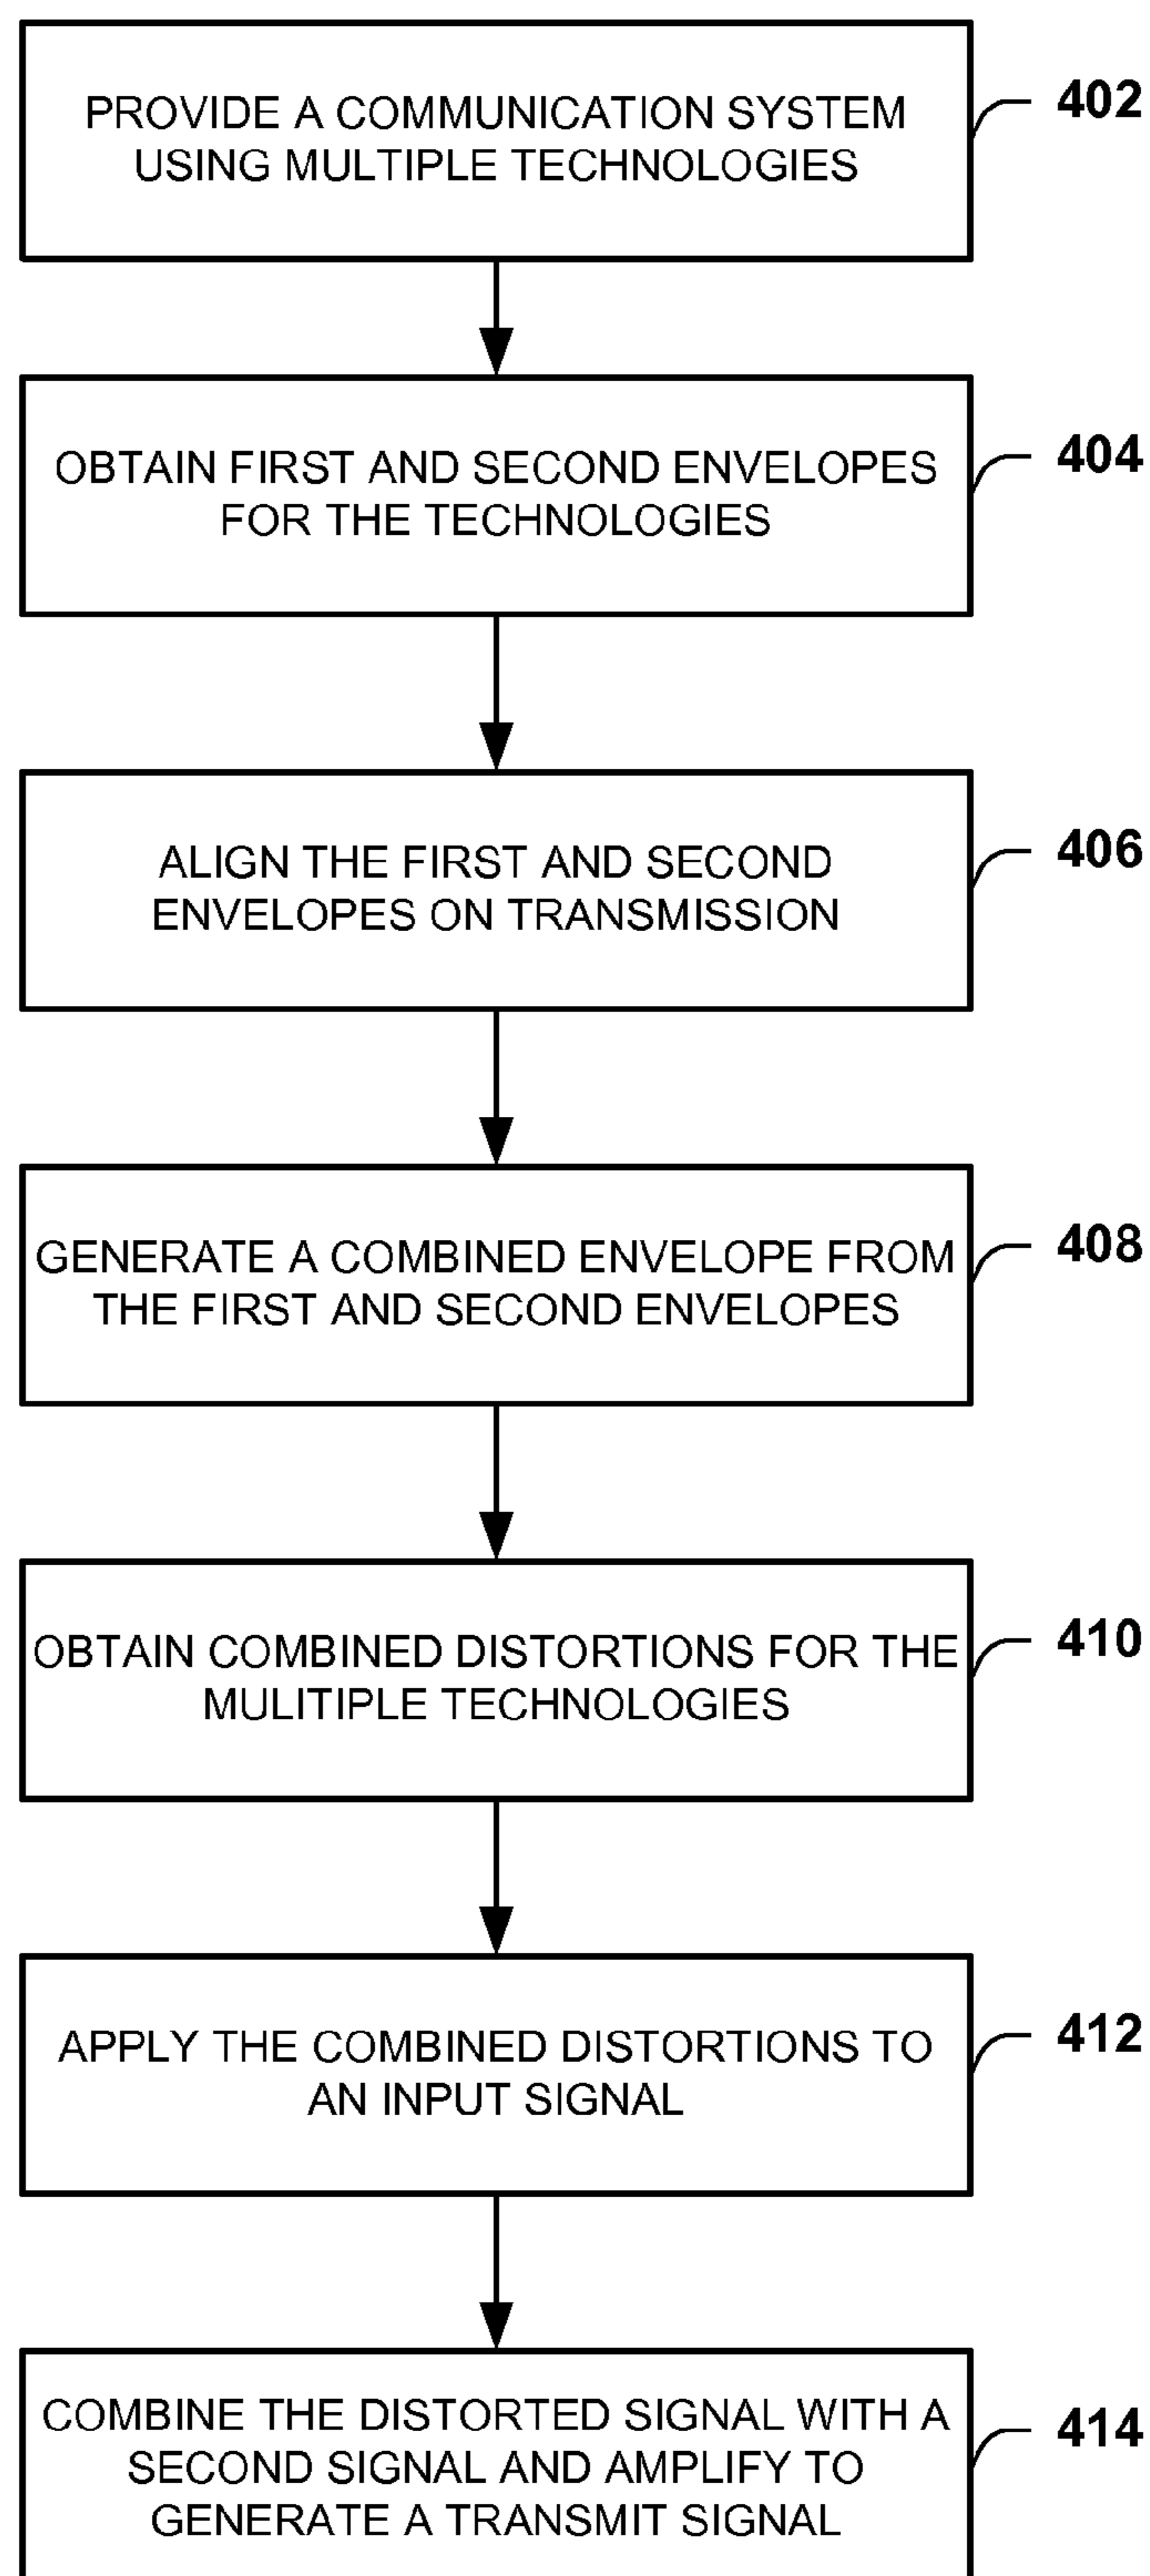 PROVIDE A COMMUNICATION SYSTEM
USING MULTIPLE TECHNOLOGIES
402
OBTAIN FIRST AND SECOND ENVELOPES
FOR THE TECHNOLOGIES
404
ALIGN THE FIRST AND SECOND
ENVELOPES ON TRANSMISSION
406
GENERATE A COMBINED ENVELOPE FROM
THE FIRST AND SECOND ENVELOPES
408
OBTAIN COMBINED DISTORTIONS FOR THE
MULITIPLE TECHNOLOGIES
410
APPLY THE COMBINED DISTORTIONS TO
AN INPUT SIGNAL
412
COMBINE THE DISTORTED SIGNAL WITH A
SECOND SIGNAL AND AMPLIFY TO
GENERATE A TRANSMIT SIGNAL
414